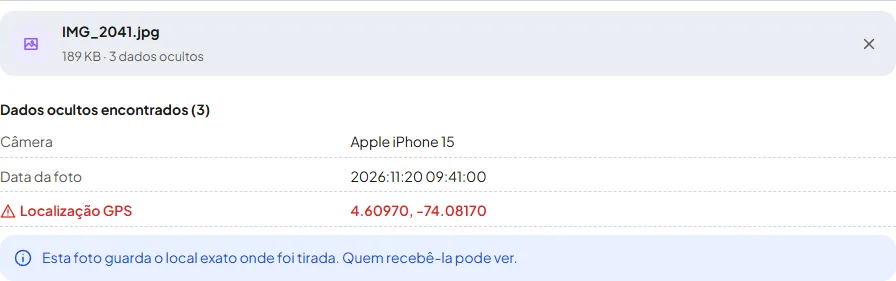 IMG_2041.jpg
189 KB · 3 dados ocultos
Dados ocultos encontrados (3)
Câmera Apple iPhone 15
Data da foto 2026:11:20 09:41:00
Localização GPS 4.60970, -74.08170
Esta foto guarda o local exato onde foi tirada. Quem recebê-la pode ver.